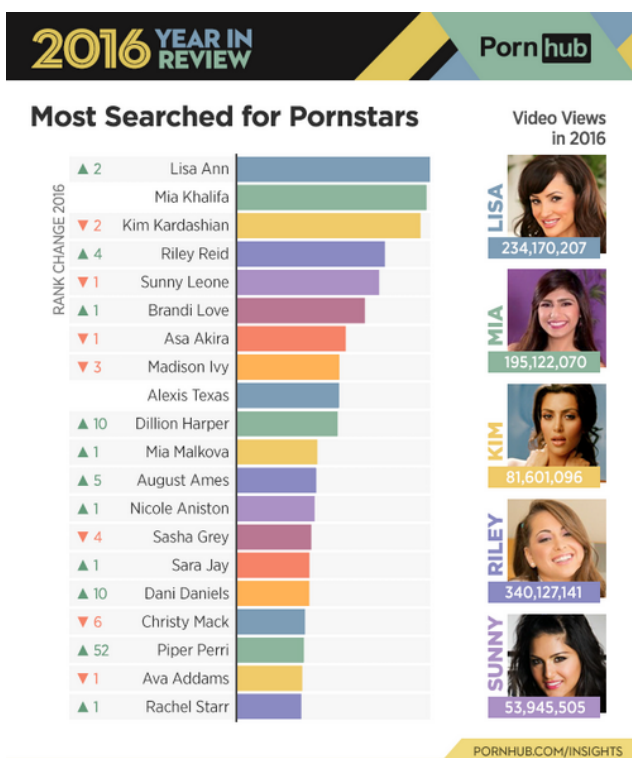 2016 YEAR IN REVIEW
Pornhub
Most Searched for Pornstars
Video Views
in 2016
RANK CHANGE 2016
▲ 2 Lisa Ann
Mia Khalifa
▼ 2 Kim Kardashian
▲ 4 Riley Reid
▼ 1 Sunny Leone
▲ 1 Brandi Love
▼ 1 Asa Akira
▼ 3 Madison Ivy
Alexis Texas
▲ 10 Dillion Harper
▲ 1 Mia Malkova
▲ 5 August Ames
▲ 1 Nicole Aniston
▼ 4 Sasha Grey
▲ 1 Sara Jay
▲ 10 Dani Daniels
▼ 6 Christy Mack
▲ 52 Piper Perri
▼ 1 Ava Addams
▲ 1 Rachel Starr
LISA
234,170,207
MIA
195,122,070
KIM
81,601,096
RILEY
340,127,141
SUNNY
53,945,505
PORNHUB.COM/INSIGHTS